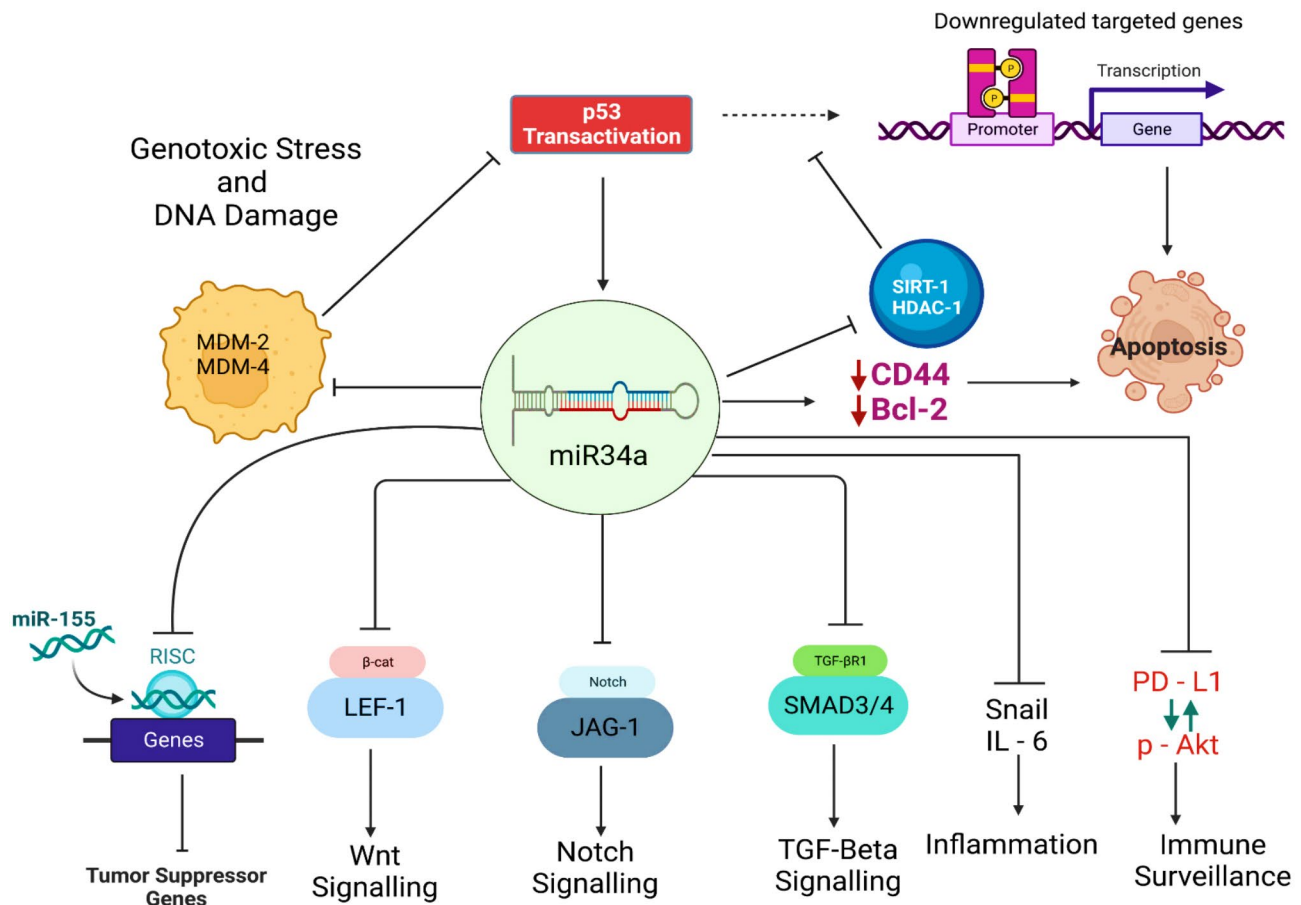 Downregulated targeted genes
P
P
Transcription
Promoter
Gene
p53
Transactivation
Genotoxic Stress
and
DNA Damage
SIRT-1
HDAC-1
MDM-2
MDM-4
Apoptosis
CD44
Bcl-2
miR34a
miR-155
RISC
Genes
Tumor Suppressor
Genes
β-cat
LEF-1
Wnt
Signalling
Notch
JAG-1
Notch
Signalling
TGF-βR1
SMAD3/4
TGF-Beta
Signalling
Snail
IL - 6
Inflammation
PD - L1
p - Akt
Immune
Surveillance